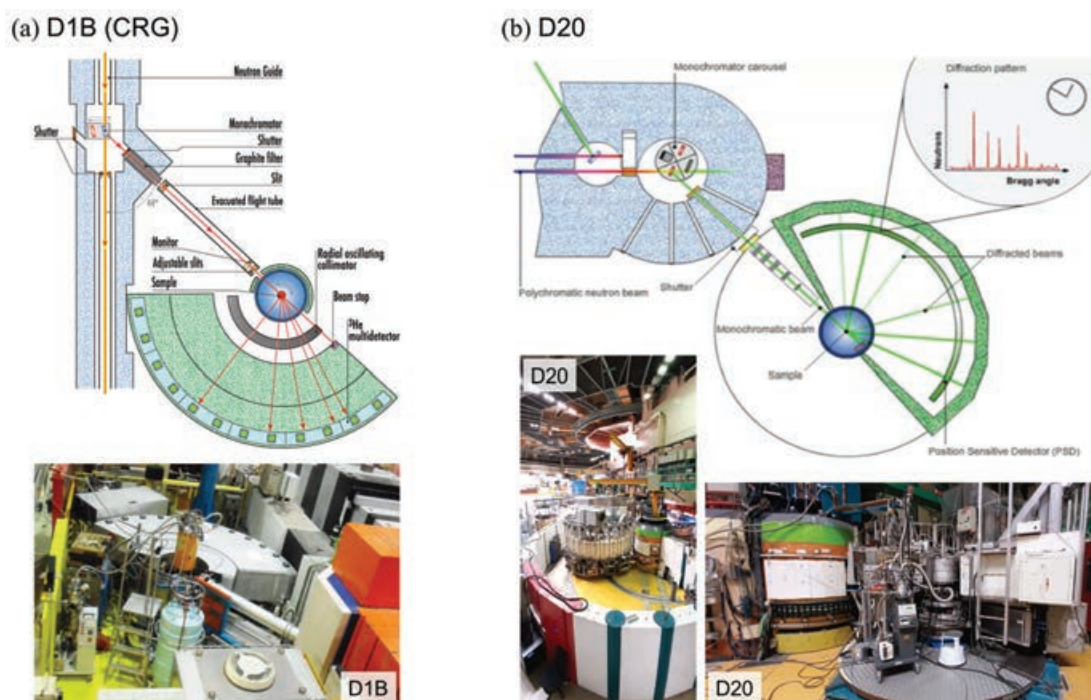 (a) D1B (CRG)
Neutron Guide
Monochromator
Shutter
Shutter
Graphite filter
Slit
Evacuated flight tube
Monitor
Adjustable slits
Sample
Radial oscillating
collimator
Beam stop
³He
multidetector
D1B
(b) D20
Monochromator carousel
Diffraction pattern
Neutrons
Bragg angle
Polychromatic neutron beam
Shutter
Diffracted beams
Monochromatic beam
Sample
Position Sensitive Detector (PSD)
D20
D20